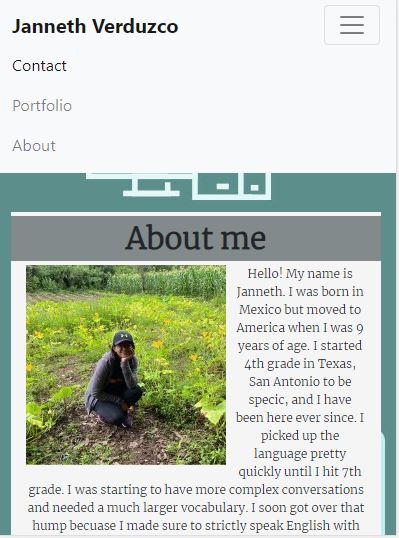 Janneth Verduzco
Contact
Portfolio
About
About me
Hello! My name is
Janneth. I was born in
Mexico but moved to
America when I was 9
years of age. I started
4th grade in Texas,
San Antonio to be
specic, and I have
been here ever since. I
picked up the
language pretty
quickly until I hit 7th
grade. I was starting to have more complex conversations
and needed a much larger vocabulary. I soon got over that
hump becuase I made sure to strictly speak English with